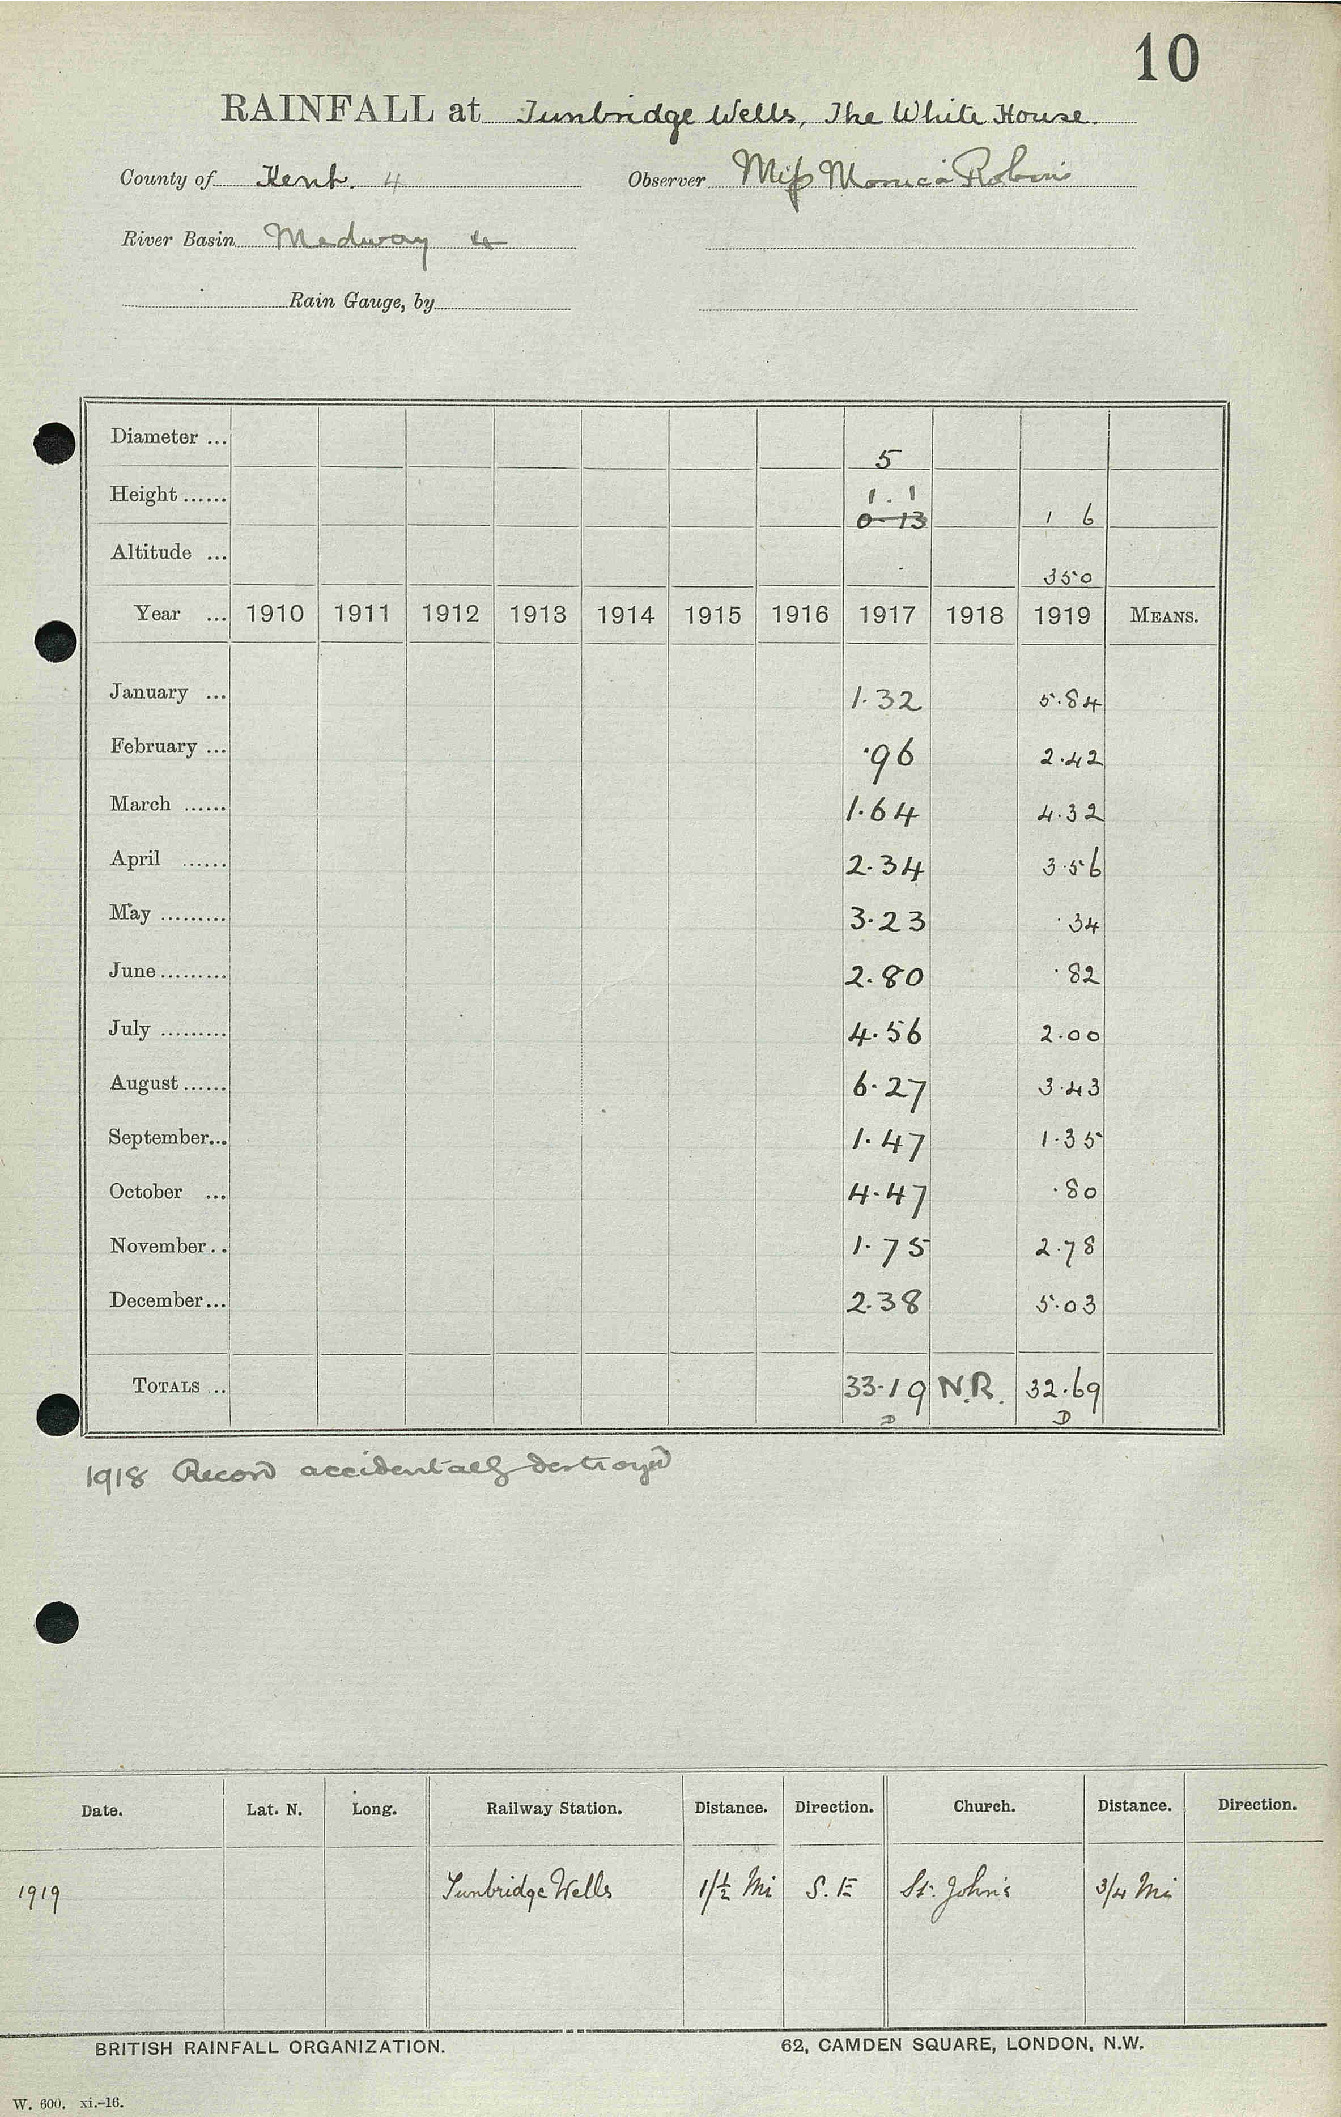 10
RAINFALL at Tunbridge Wells, The White House.
County of Kent. 4 Observer Miss Monica Robins
River Basin Medway 4
Rain Gauge, by
Diameter ... 5
Height ...... 1 . 1
0-13 1 6
Altitude ... 350
Year ... 1910 1911 1912 1913 1914 1915 1916 1917 1918 1919 MEANS.
January ... 1.32 5.84
February ... .96 2.42
March ...... 1.64 4.32
April ...... 2.34 3.56
May ......... 3.23 .34
June ......... 2.80 .82
July ......... 4.56 2.00
August ...... 6.27 3.43
September... 1.47 1.35
October ... 4.47 .80
November.. 1.75 2.78
December... 2.38 5.03
TOTALS .. 33.19 N.R. 32.69
D D
1918 Record accidentally destroyed
Date. Lat. N. Long. Railway Station. Distance. Direction. Church. Distance. Direction.
1919 Tunbridge Wells 1½ Mi S.E St. John's 3/4 Mi
BRITISH RAINFALL ORGANIZATION. 62, CAMDEN SQUARE, LONDON, N.W.
W. 600. xi.-16.